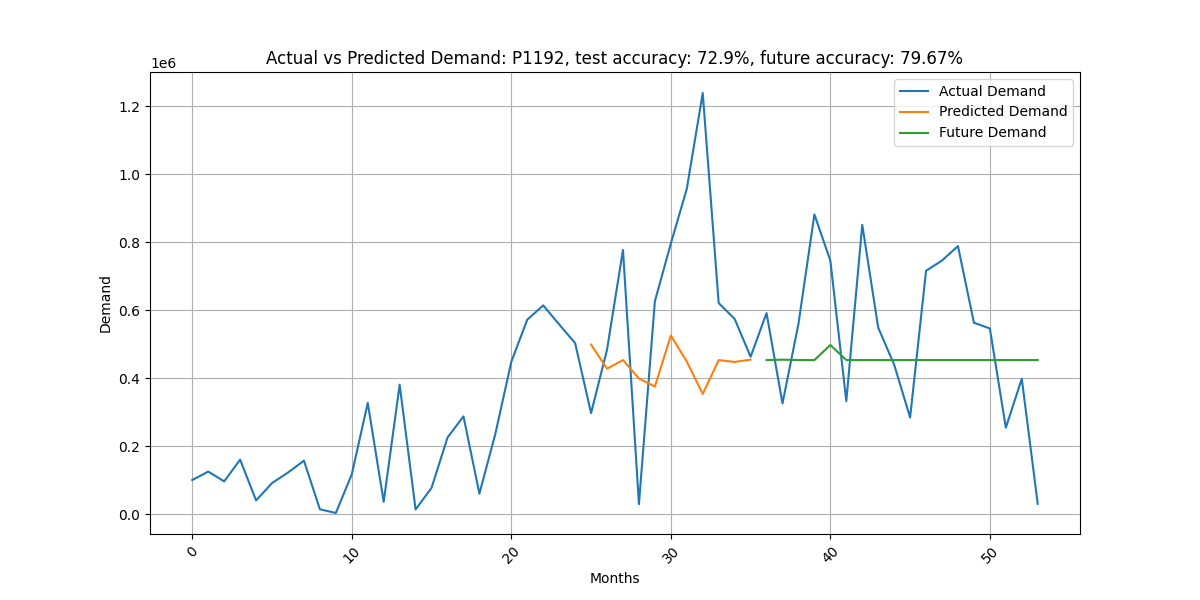 Actual vs Predicted Demand: P1192, test accuracy: 72.9%, future accuracy: 79.67%
1e6
Actual Demand
Predicted Demand
Future Demand
1.2
1.0
0.8
0.6
0.4
0.2
0.0
Demand
0 10 20 30 40 50
Months